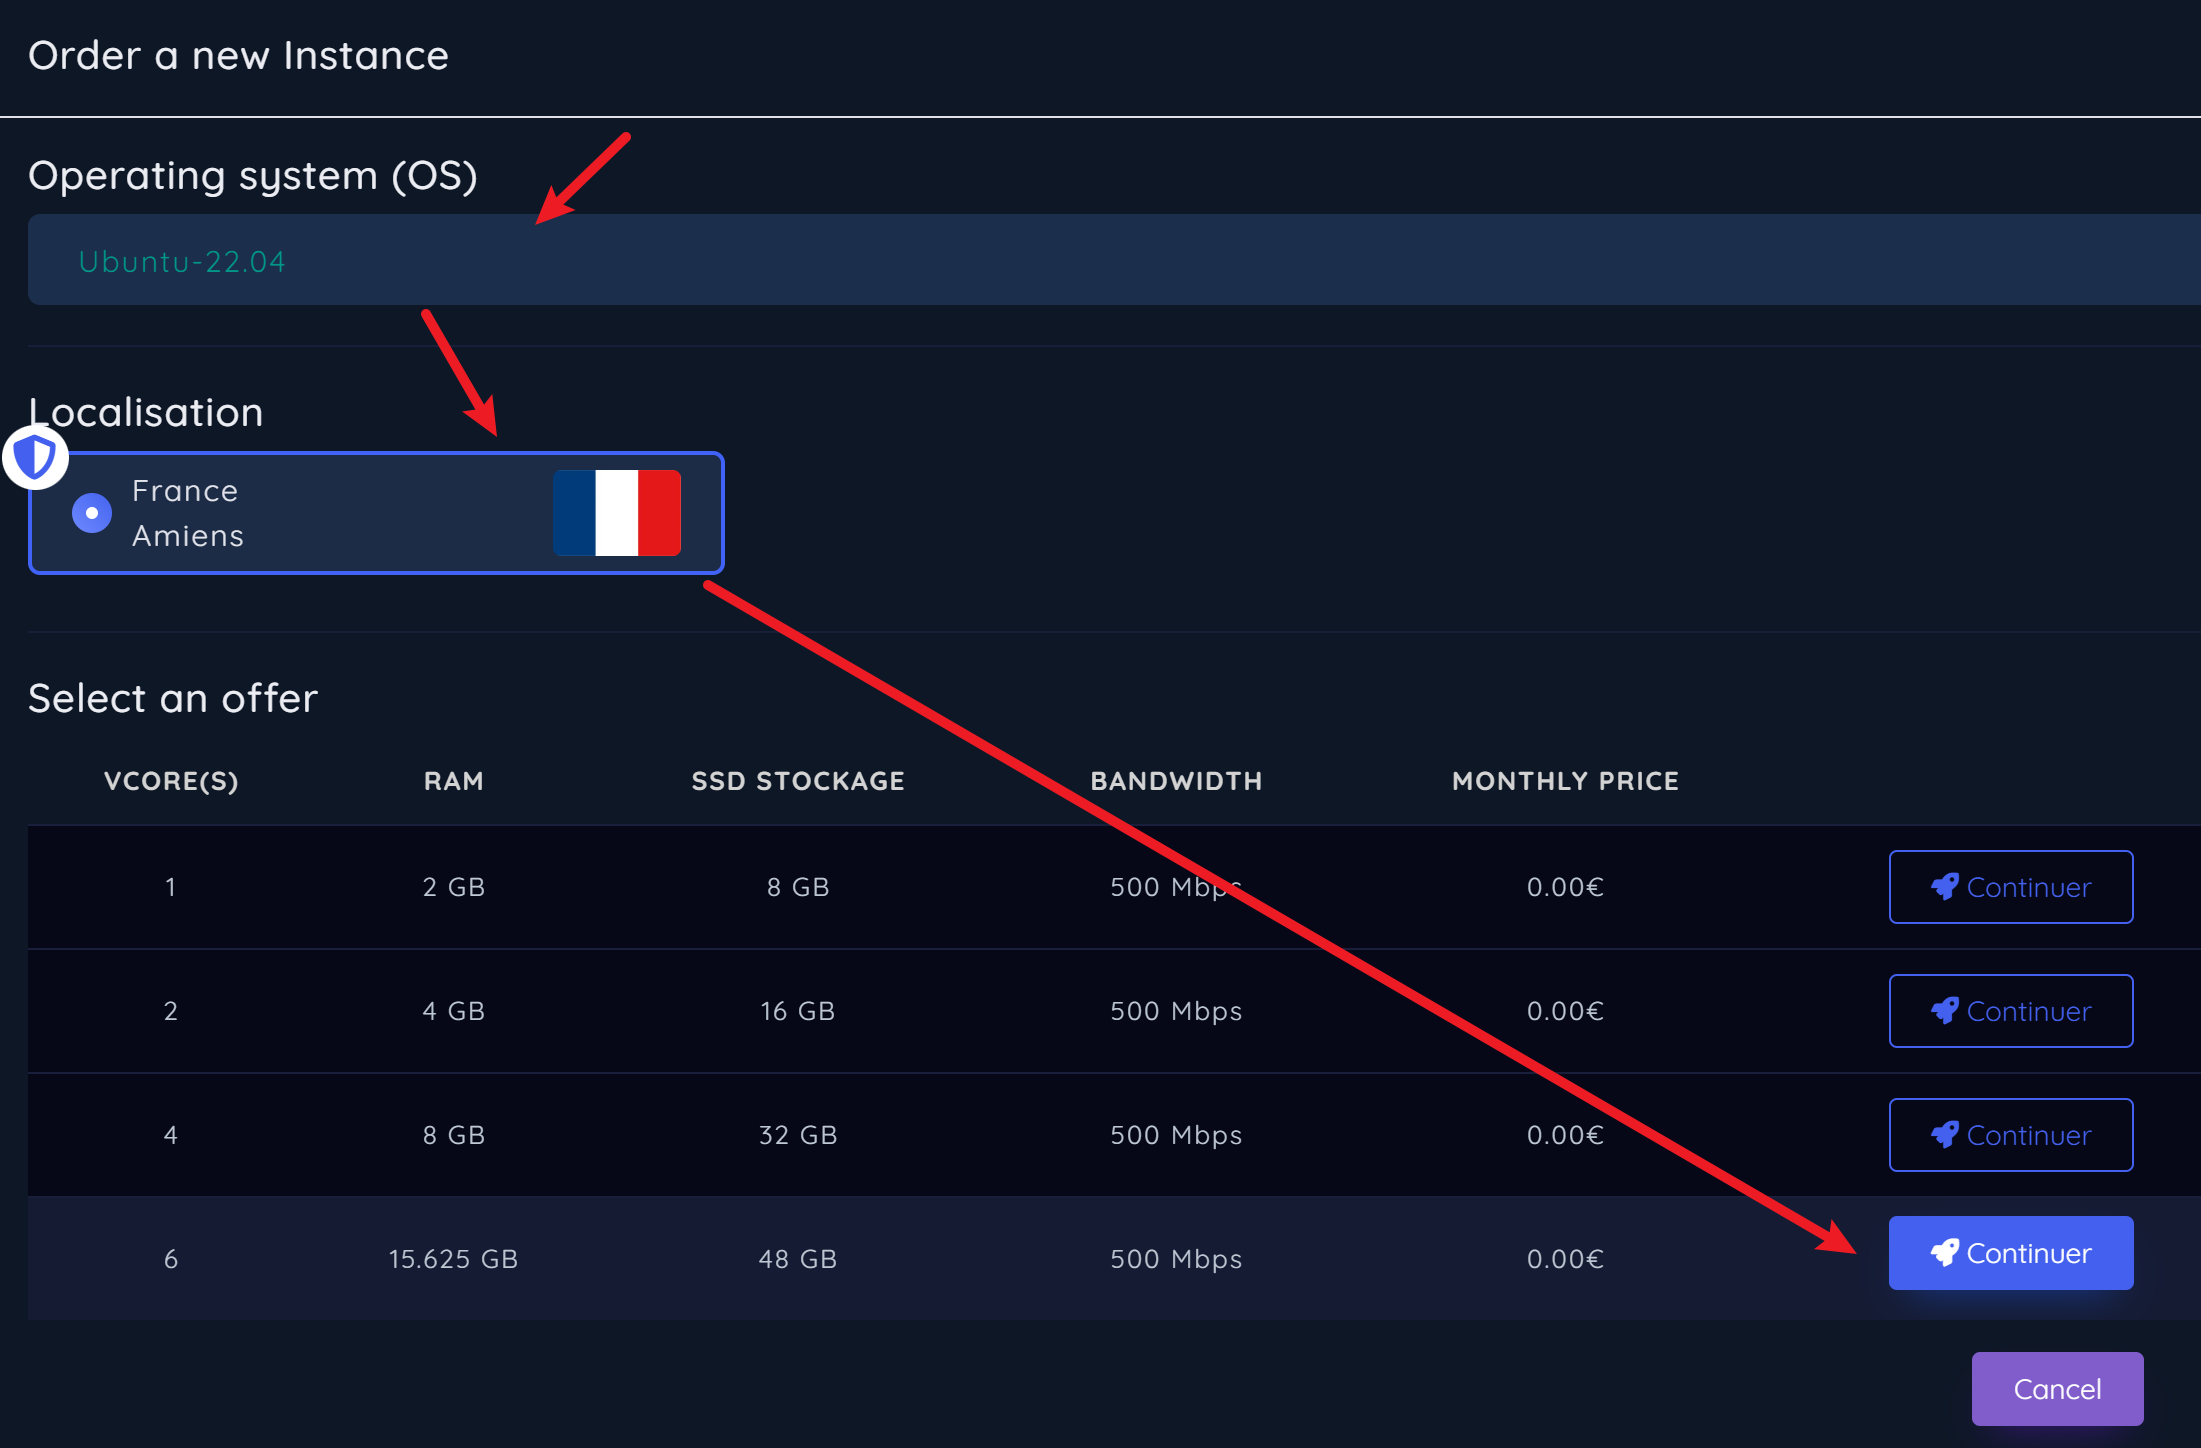 Order a new Instance
Operating system (OS)
Ubuntu-22.04
Localisation
France
Amiens
Select an offer
VCORE(S) RAM SSD STOCKAGE BANDWIDTH MONTHLY PRICE
1 2 GB 8 GB 500 Mbps 0.00€ Continuer
2 4 GB 16 GB 500 Mbps 0.00€ Continuer
4 8 GB 32 GB 500 Mbps 0.00€ Continuer
6 15.625 GB 48 GB 500 Mbps 0.00€ Continuer
Cancel